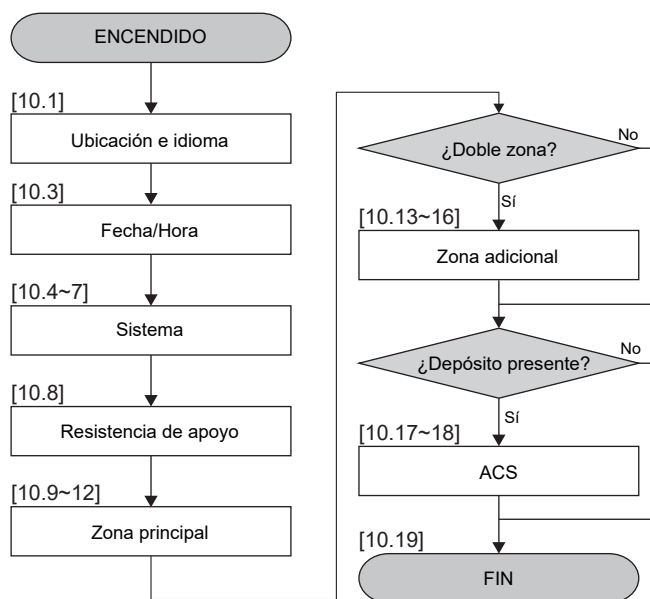 ENCENDIDO
[10.1]
Ubicación e idioma
[10.3]
Fecha/Hora
[10.4~7]
Sistema
[10.8]
Resistencia de apoyo
[10.9~12]
Zona principal
¿Doble zona?
No
Sí
[10.13~16]
Zona adicional
¿Depósito presente?
No
Sí
[10.17~18]
ACS
[10.19]
FIN